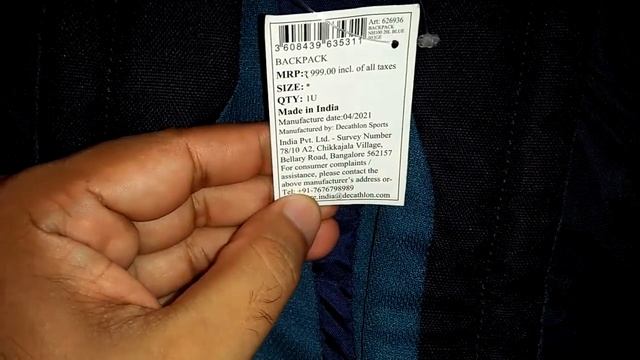 Art: 626936
BACKPACK
NH100 20L BLUE
3 608439 635311
BACKPACK
MRP:₹ 999.00 incl. of all taxes
SIZE: *
QTY: 1U
Made in India
Manufacture date:04/2021
Manufactured by: Decathlon Sports
India Pvt. Ltd. - Survey Number
78/10 A2, Chikkajala Village,
Bellary Road, Bangalore 562157
For consumer complaints /
assistance, please contact the
above manufacturer's address or-
Tel: +91-7676798989
.india@decathlon.com